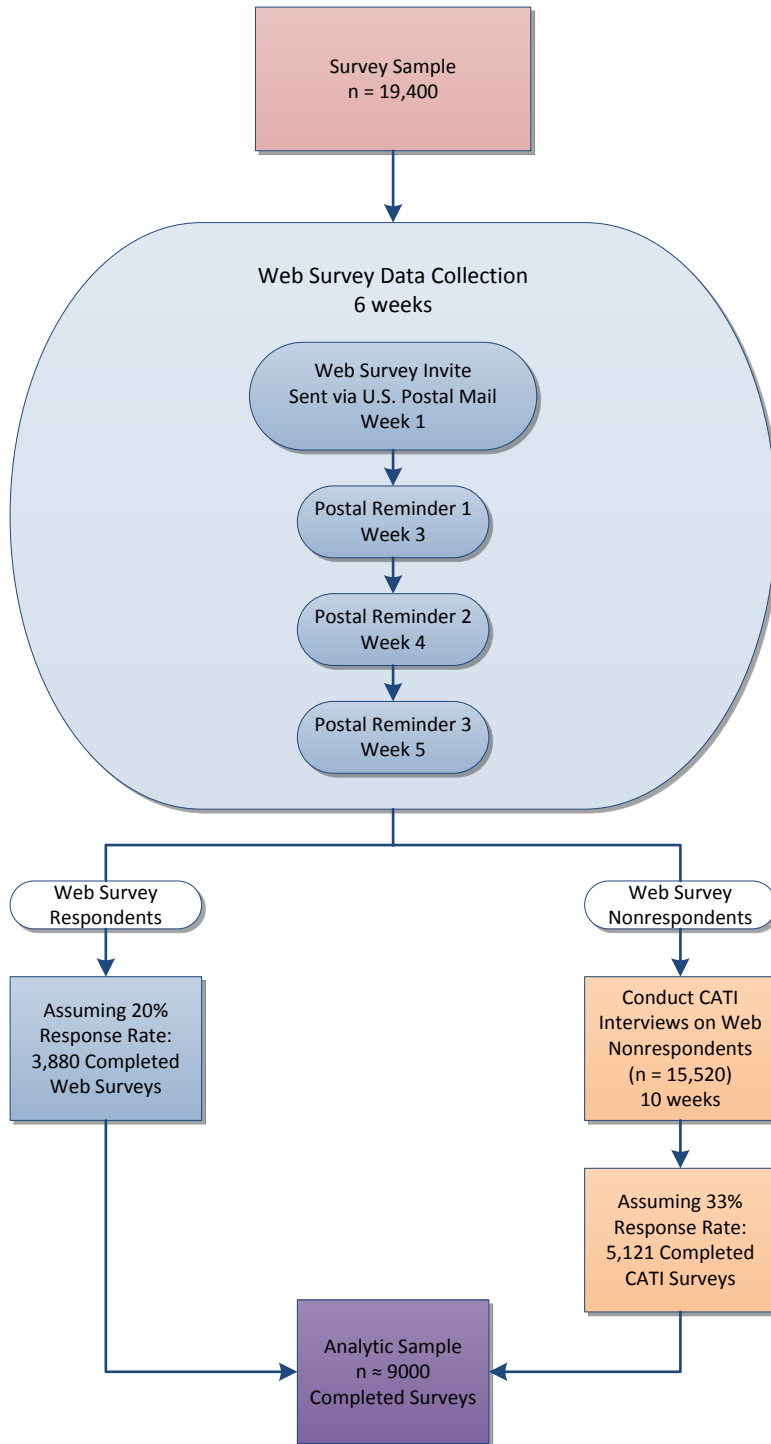 Survey Sample
n = 19,400
Web Survey Data Collection
6 weeks
Web Survey Invite
Sent via U.S. Postal Mail
Week 1
Postal Reminder 1
Week 3
Postal Reminder 2
Week 4
Postal Reminder 3
Week 5
Web Survey
Respondents
Web Survey
Nonrespondents
Assuming 20%
Response Rate:
3,880 Completed
Web Surveys
Conduct CATI
Interviews on Web
Nonrespondents
(n = 15,520)
10 weeks
Assuming 33%
Response Rate:
5,121 Completed
CATI Surveys
Analytic Sample
n ≈ 9000
Completed Surveys